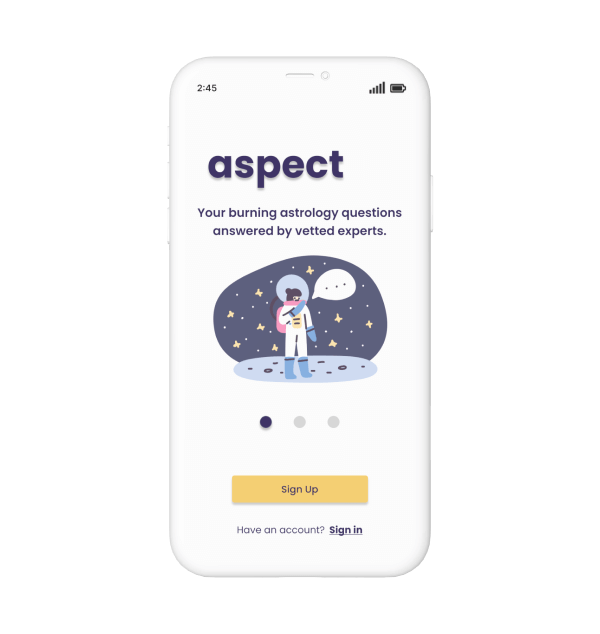 2:45
aspect
Your burning astrology questions
answered by vetted experts.
Sign Up
Have an account? Sign in